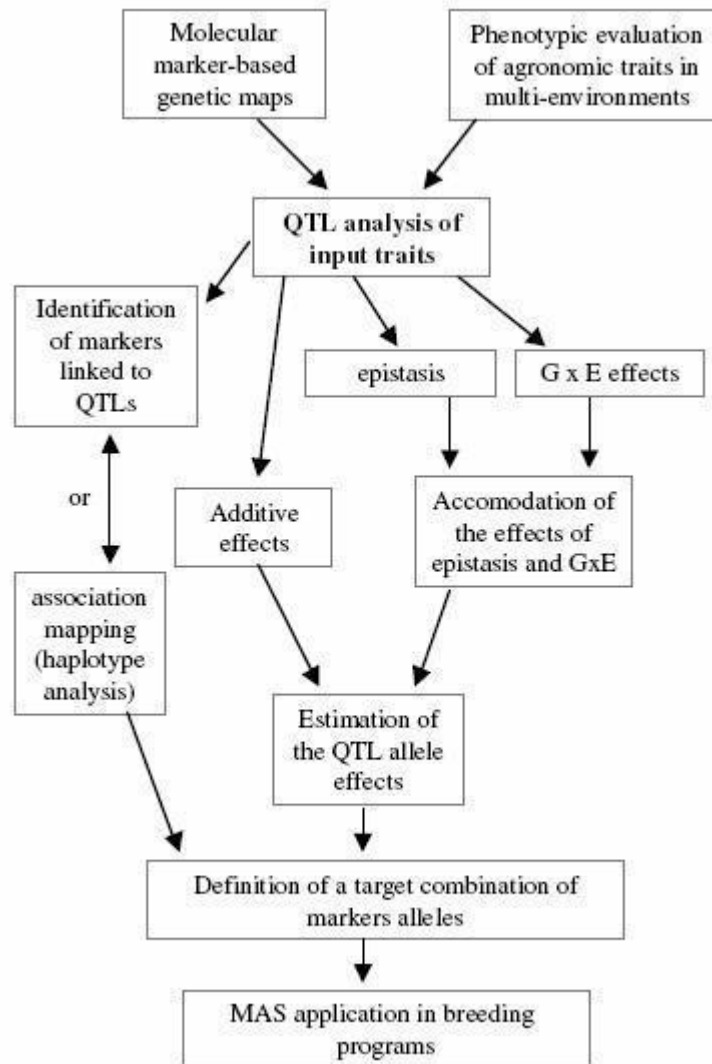 Molecular
marker-based
genetic maps
Phenotypic evaluation
of agronomic traits in
multi-environments
QTL analysis of
input traits
Identification
of markers
linked to
QTLs
epistasis
G x E effects
or
Additive
effects
Accomodation of
the effects of
epistasis and GxE
association
mapping
(haplotype
analysis)
Estimation of
the QTL allele
effects
Definition of a target combination of
markers alleles
MAS application in breeding
programs